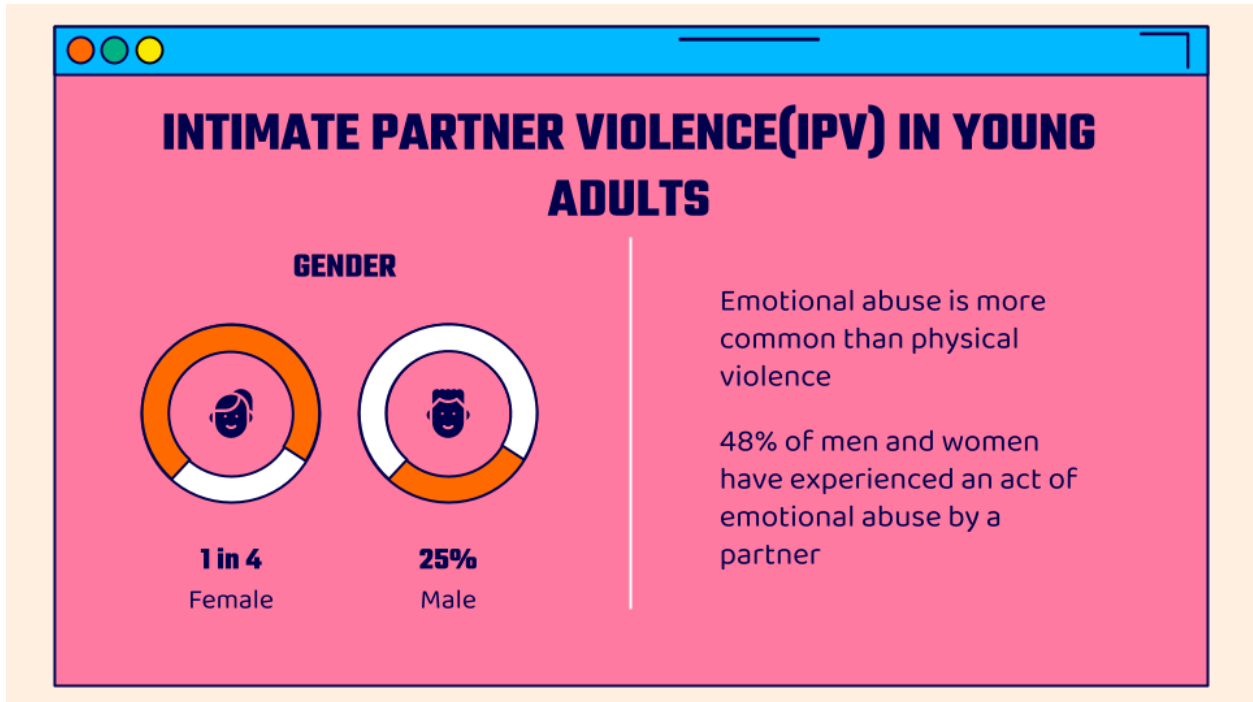 INTIMATE PARTNER VIOLENCE(IPV) IN YOUNG
ADULTS
GENDER
1 in 4
Female
25%
Male
Emotional abuse is more
common than physical
violence
48% of men and women
have experienced an act of
emotional abuse by a
partner